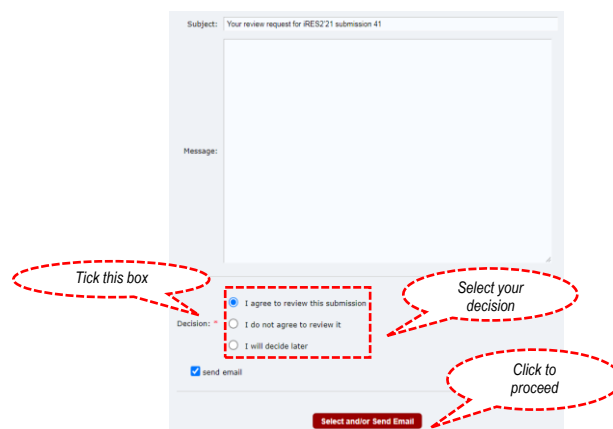 Subject: Your review request for iRES2'21 submission 41
Message:
Tick this box
Select your
decision
I agree to review this submission
Decision: * I do not agree to review it
I will decide later
send email
Click to
proceed
Select and/or Send Email